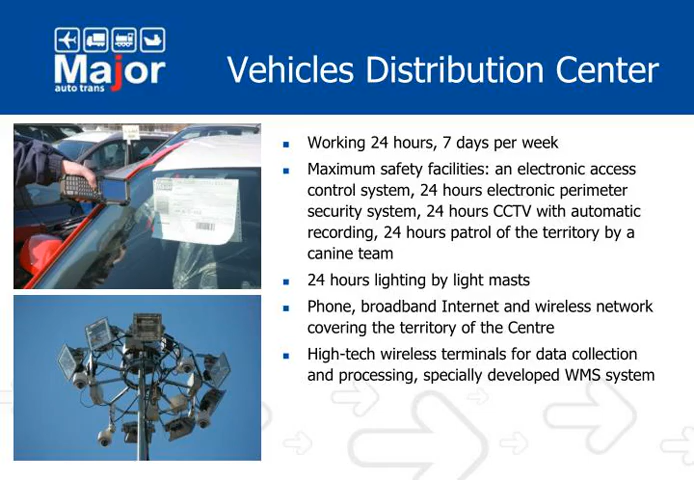 Major
auto trans
Vehicles Distribution Center
Working 24 hours, 7 days per week
Maximum safety facilities: an electronic access
control system, 24 hours electronic perimeter
security system, 24 hours CCTV with automatic
recording, 24 hours patrol of the territory by a
canine team
24 hours lighting by light masts
Phone, broadband Internet and wireless network
covering the territory of the Centre
High-tech wireless terminals for data collection
and processing, specially developed WMS system